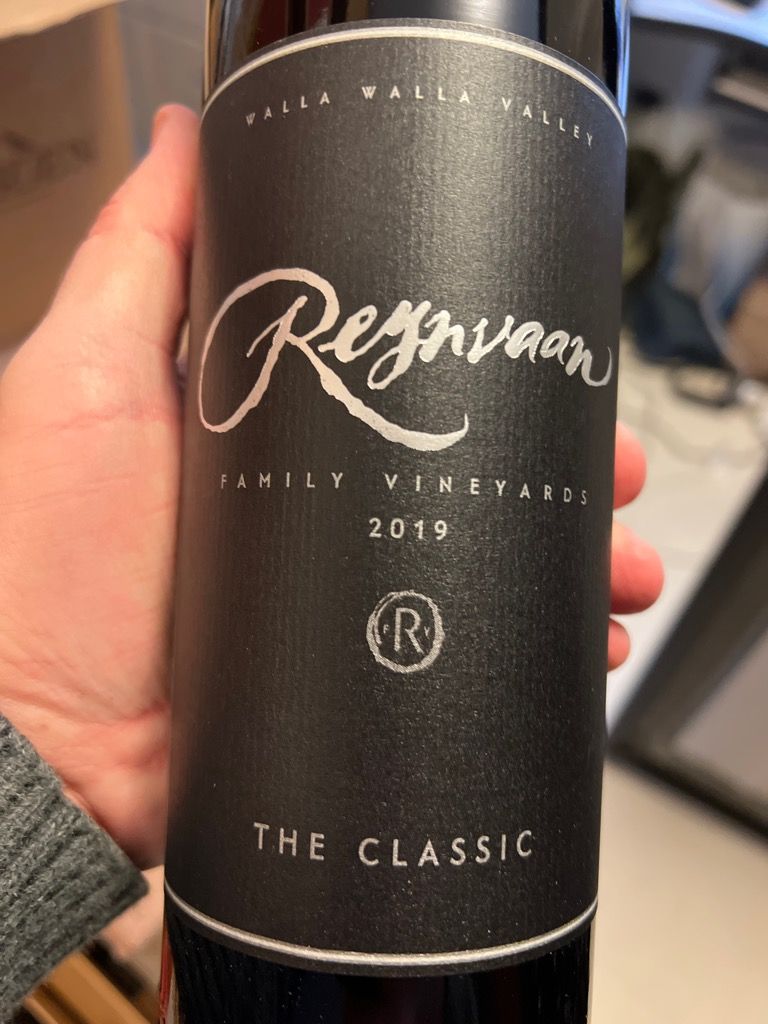 WALLA WALLA VALLEY
Reynvaan
FAMILY VINEYARDS
2019
F R V
THE CLASSIC